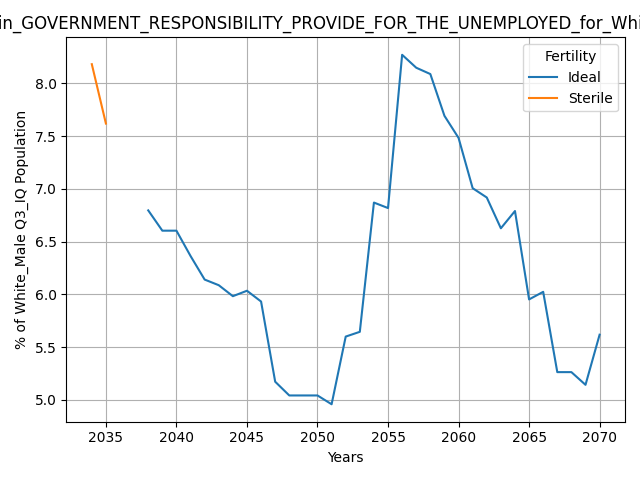 in_GOVERNMENT_RESPONSIBILITY_PROVIDE_FOR_THE_UNEMPLOYED_for_Whi
Fertility
Ideal
Sterile
% of White_Male Q3_IQ Population
8.0
7.5
7.0
6.5
6.0
5.5
5.0
2035 2040 2045 2050 2055 2060 2065 2070
Years